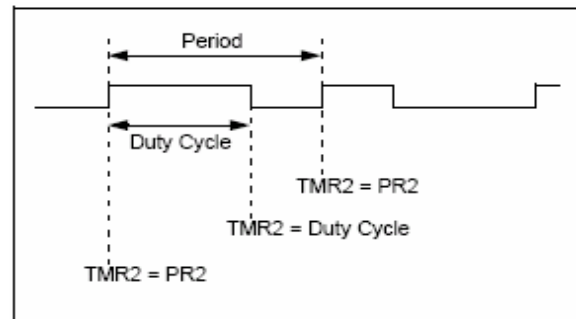 Period
Duty Cycle
TMR2 = PR2
TMR2 = Duty Cycle
TMR2 = PR2